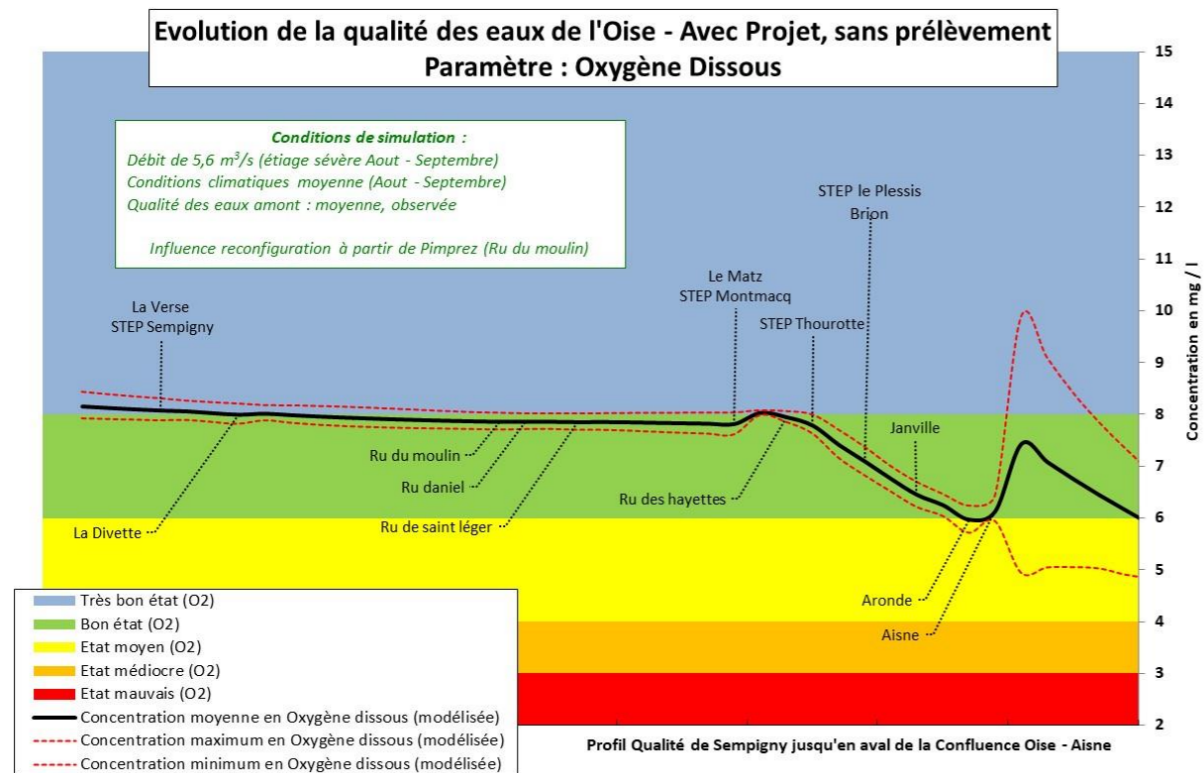 Evolution de la qualité des eaux de l'Oise - Avec Projet, sans prélèvement
Paramètre : Oxygène Dissous
Conditions de simulation :
Débit de 5,6 m³/s (étiage sévère Aout - Septembre)
Conditions climatiques moyenne (Aout - Septembre)
Qualité des eaux amont : moyenne, observée
Influence reconfiguration à partir de Pimprez (Ru du moulin)
La Verse
STEP Sempigny
Le Matz
STEP Montmacq
STEP Thourotte
STEP le Plessis
Brion
Janville
La Divette
Ru du moulin
Ru daniel
Ru de saint léger
Ru des hayettes
Aronde
Aisne
15
14
13
12
11
10
9
8
7
6
5
4
3
2
Concentration en mg / l
Très bon état (O2)
Bon état (O2)
Etat moyen (O2)
Etat médiocre (O2)
Etat mauvais (O2)
Concentration moyenne en Oxygène dissous (modélisée)
Concentration maximum en Oxygène dissous (modélisée)
Concentration minimum en Oxygène dissous (modélisée)
Profil Qualité de Sempigny jusqu'en aval de la Confluence Oise - Aisne